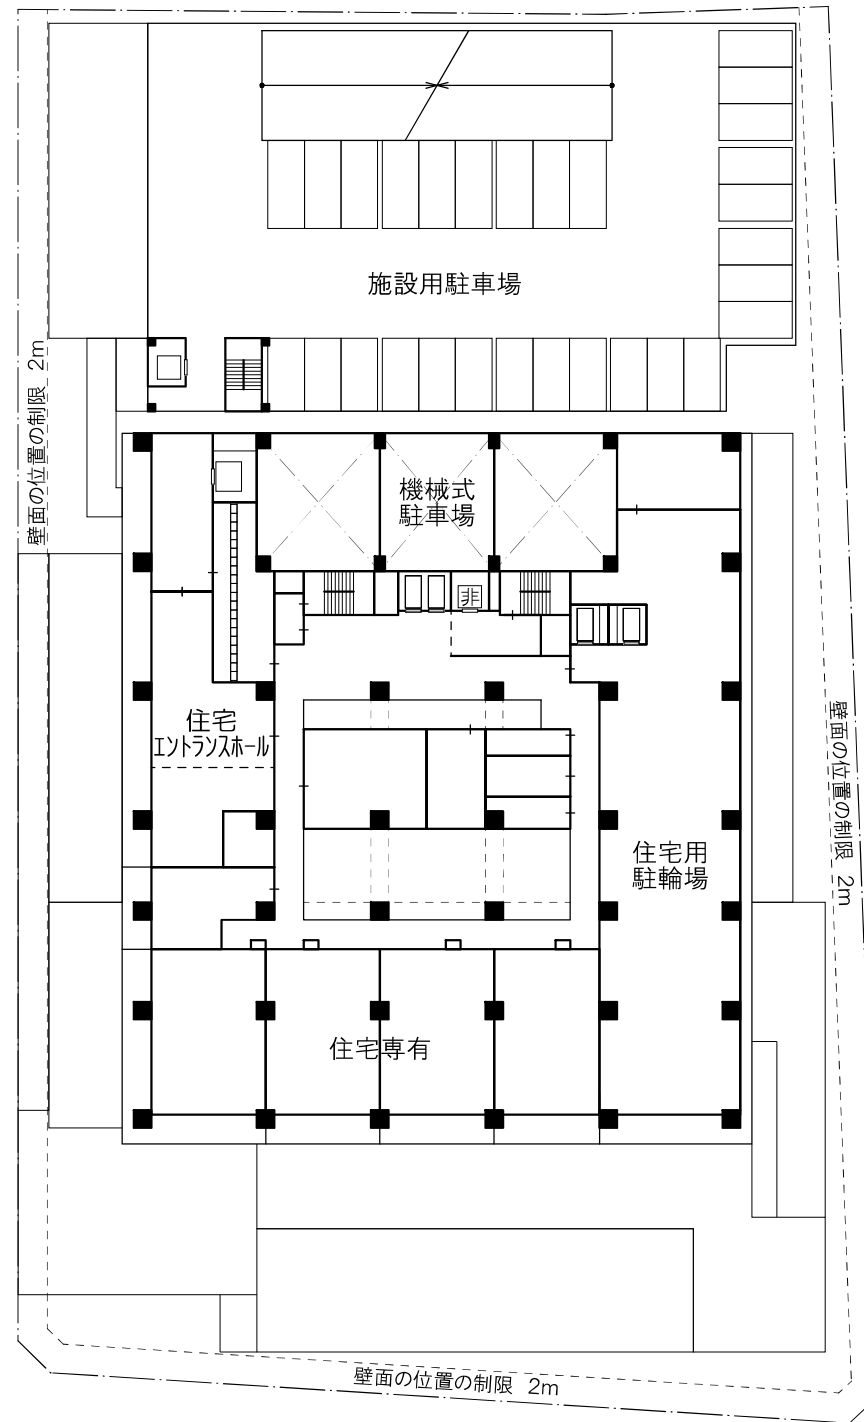 施設用駐車場
壁面の位置の制限 2m
機械式
駐車場
非
住宅
エントランスホール
壁面の位置の制限 2m
住宅用
駐輪場
住宅専有
壁面の位置の制限 2m